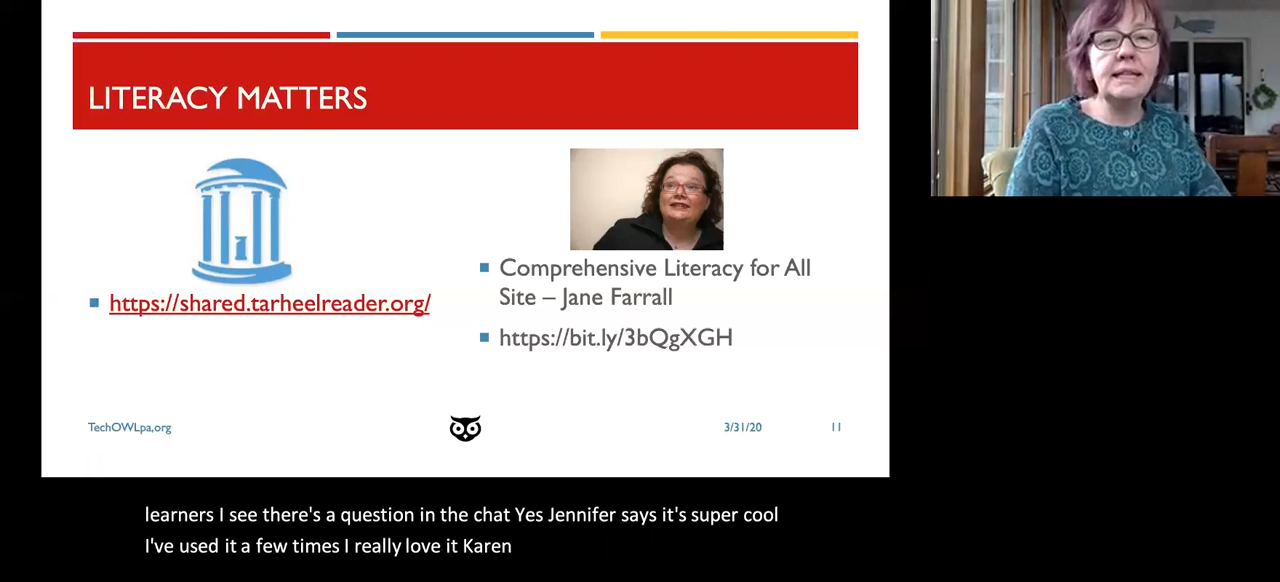 LITERACY MATTERS
https://shared.tarheelreader.org/
Comprehensive Literacy for All
Site – Jane Farrall
https://bit.ly/3bQgXGH
TechOWLpa,org
3/31/20
11
learners I see there's a question in the chat Yes Jennifer says it's super cool
I've used it a few times I really love it Karen